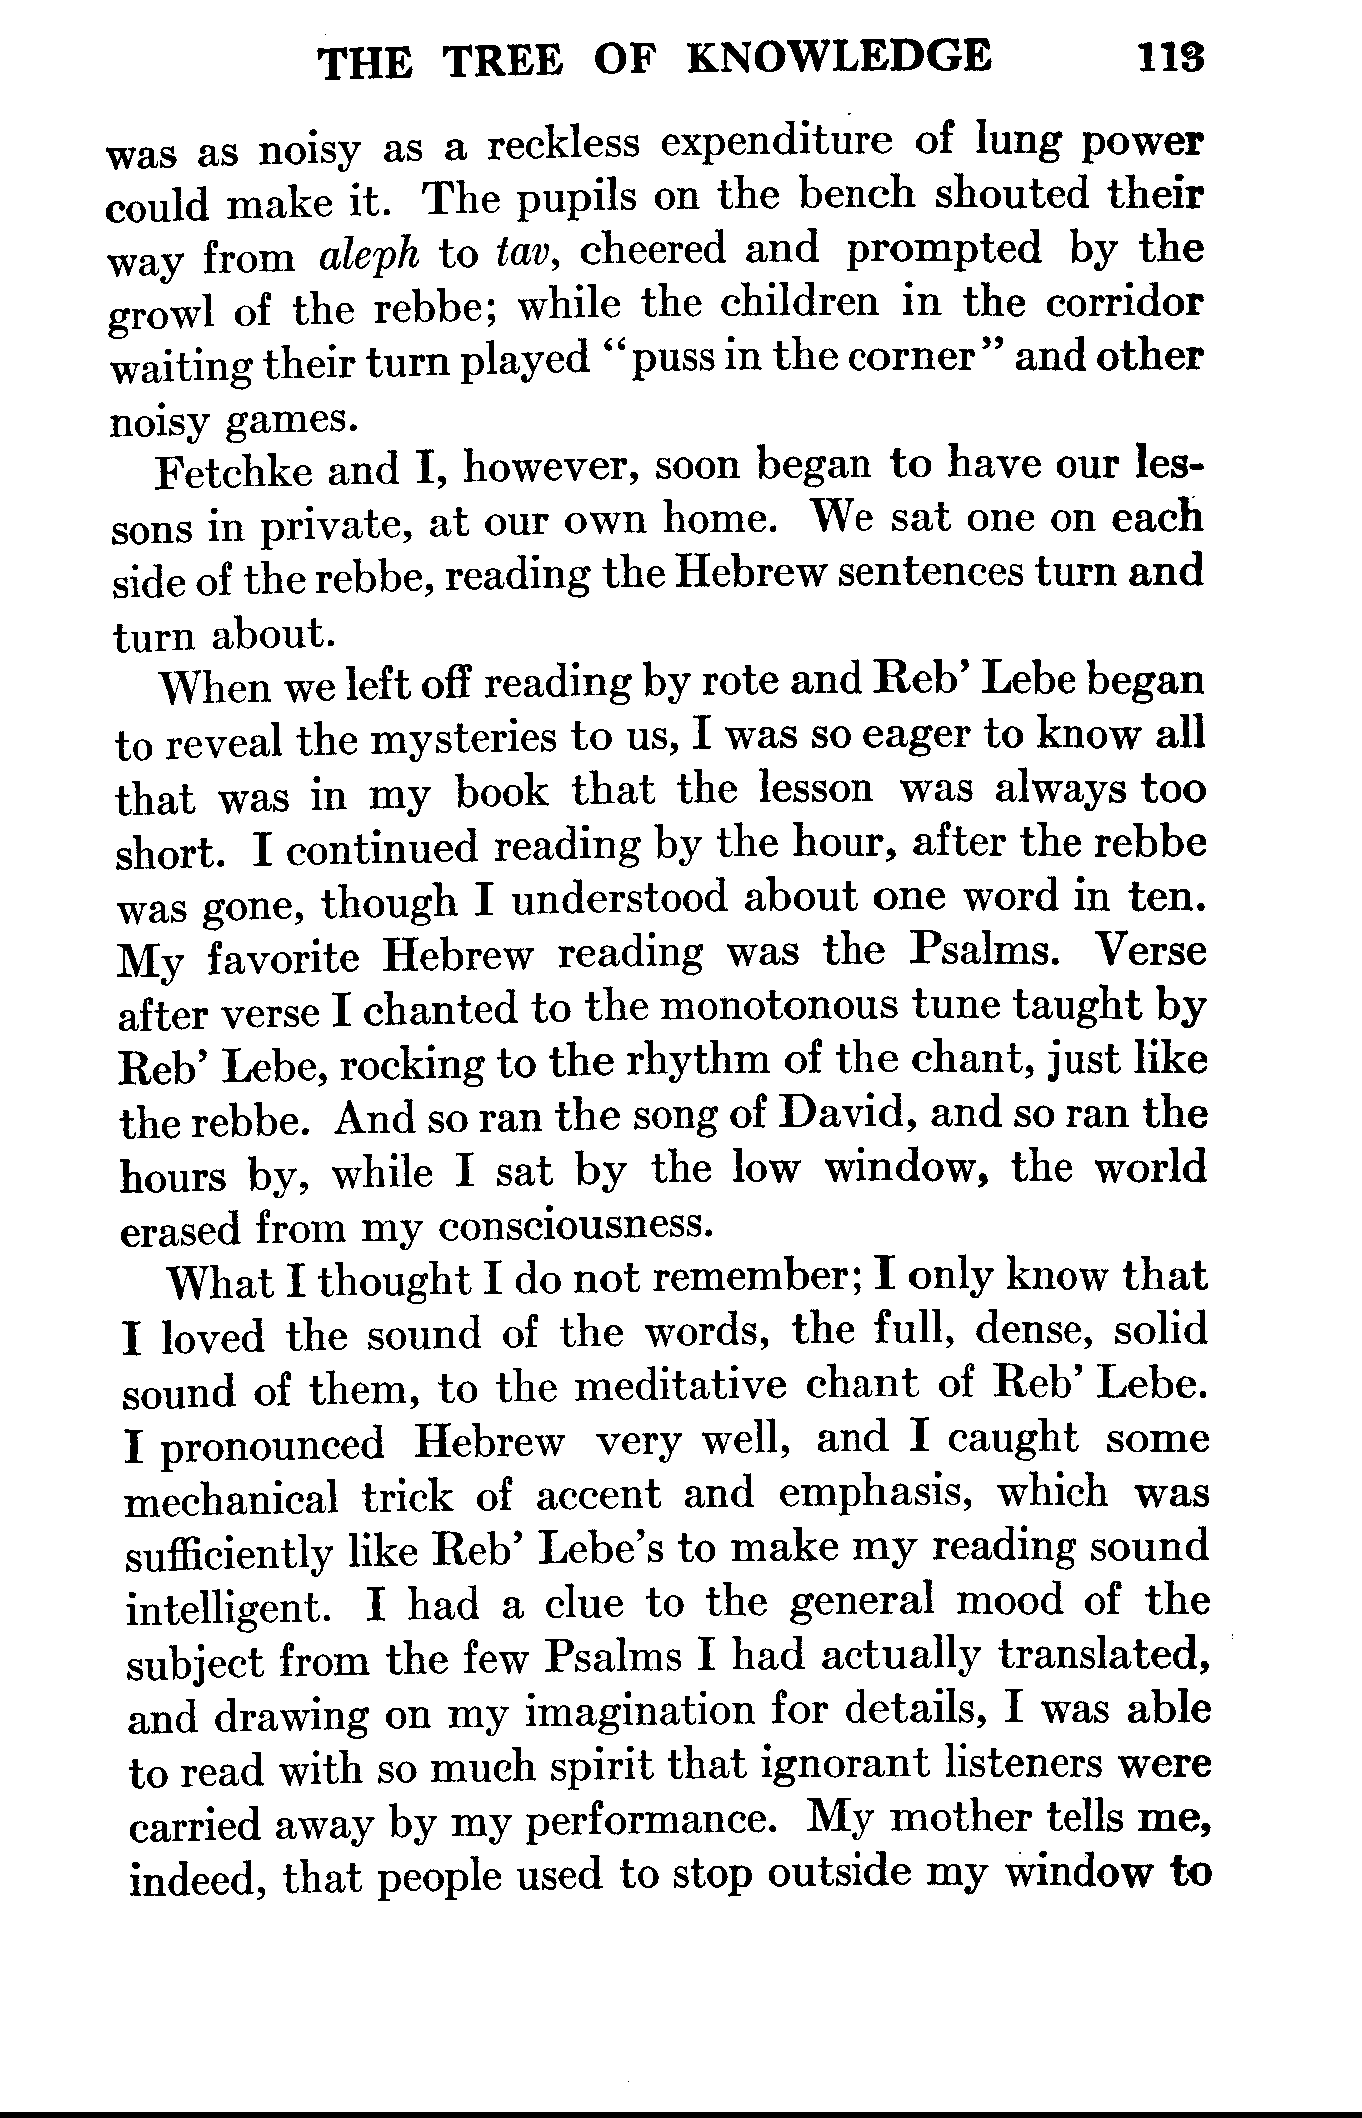 THE TREE OF KNOWLEDGE 113
was as noisy as a reckless expenditure of lung power
could make it. The pupils on the bench shouted their
way from aleph to tav, cheered and prompted by the
growl of the rebbe; while the children in the corridor
waiting their turn played “puss in the corner” and other
noisy games.
Fetchke and I, however, soon began to have our les-
sons in private, at our own home. We sat one on each
side of the rebbe, reading the Hebrew sentences turn and
turn about.
When we left off reading by rote and Reb’ Lebe began
to reveal the mysteries to us, I was so eager to know all
that was in my book that the lesson was always too
short. I continued reading by the hour, after the rebbe
was gone, though I understood about one word in ten.
My favorite Hebrew reading was the Psalms. Verse
after verse I chanted to the monotonous tune taught by
Reb’ Lebe, rocking to the rhythm of the chant, just like
the rebbe. And so ran the song of David, and so ran the
hours by, while I sat by the low window, the world
erased from my consciousness.
What I thought I do not remember; I only know that
I loved the sound of the words, the full, dense, solid
sound of them, to the meditative chant of Reb’ Lebe.
I pronounced Hebrew very well, and I caught some
mechanical trick of accent and emphasis, which was
sufficiently like Reb’ Lebe’s to make my reading sound
intelligent. I had a clue to the general mood of the
subject from the few Psalms I had actually translated,
and drawing on my imagination for details, I was able
to read with so much spirit that ignorant listeners were
carried away by my performance. My mother tells me,
indeed, that people used to stop outside my window to